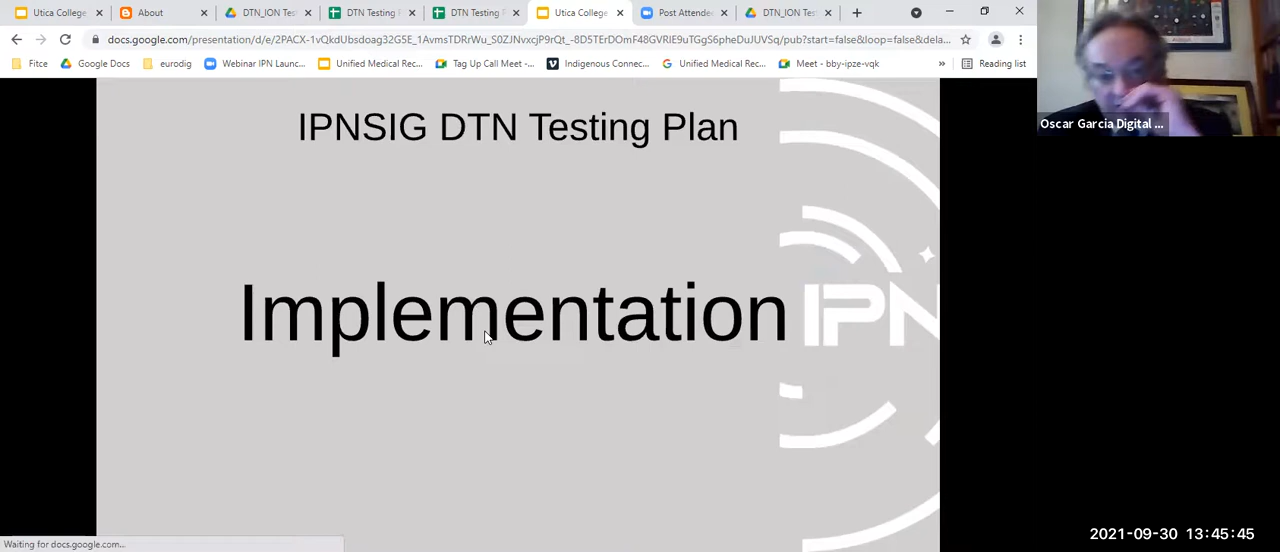 Utica College
About
DTN_ION Tes
DTN Testing P
DTN Testing P
Utica College
Post Attende
DTN_ION Test
docs.google.com/presentation/d/e/2PACX-1vQkdUbsdoag32G5E_1AvmsTDRrWu_S0ZJNvxcjP9rQt_-8D5TErDOmF48GVRIE9uTGgS6pheDuJUVSq/pub?start=false&loop=false&dela...
Fitce
Google Docs
eurodig
Webinar IPN Launc...
Unified Medical Rec...
Tag Up Call Meet -...
Indigenous Connec...
Unified Medical Rec...
Meet - bby-ipze-vqk
»
Reading list
Oscar Garcia Digital ...
IPNSIG DTN Testing Plan
Implementation
IPN
Waiting for docs.google.com...
2021-09-30 13:45:45